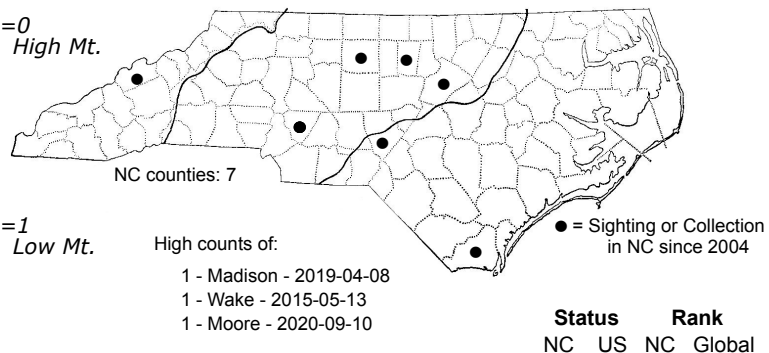 =0
High Mt.
NC counties: 7
=1
Low Mt.
High counts of:
1 - Madison - 2019-04-08
1 - Wake - 2015-05-13
1 - Moore - 2020-09-10
● = Sighting or Collection
in NC since 2004
Status Rank
NC US NC Global